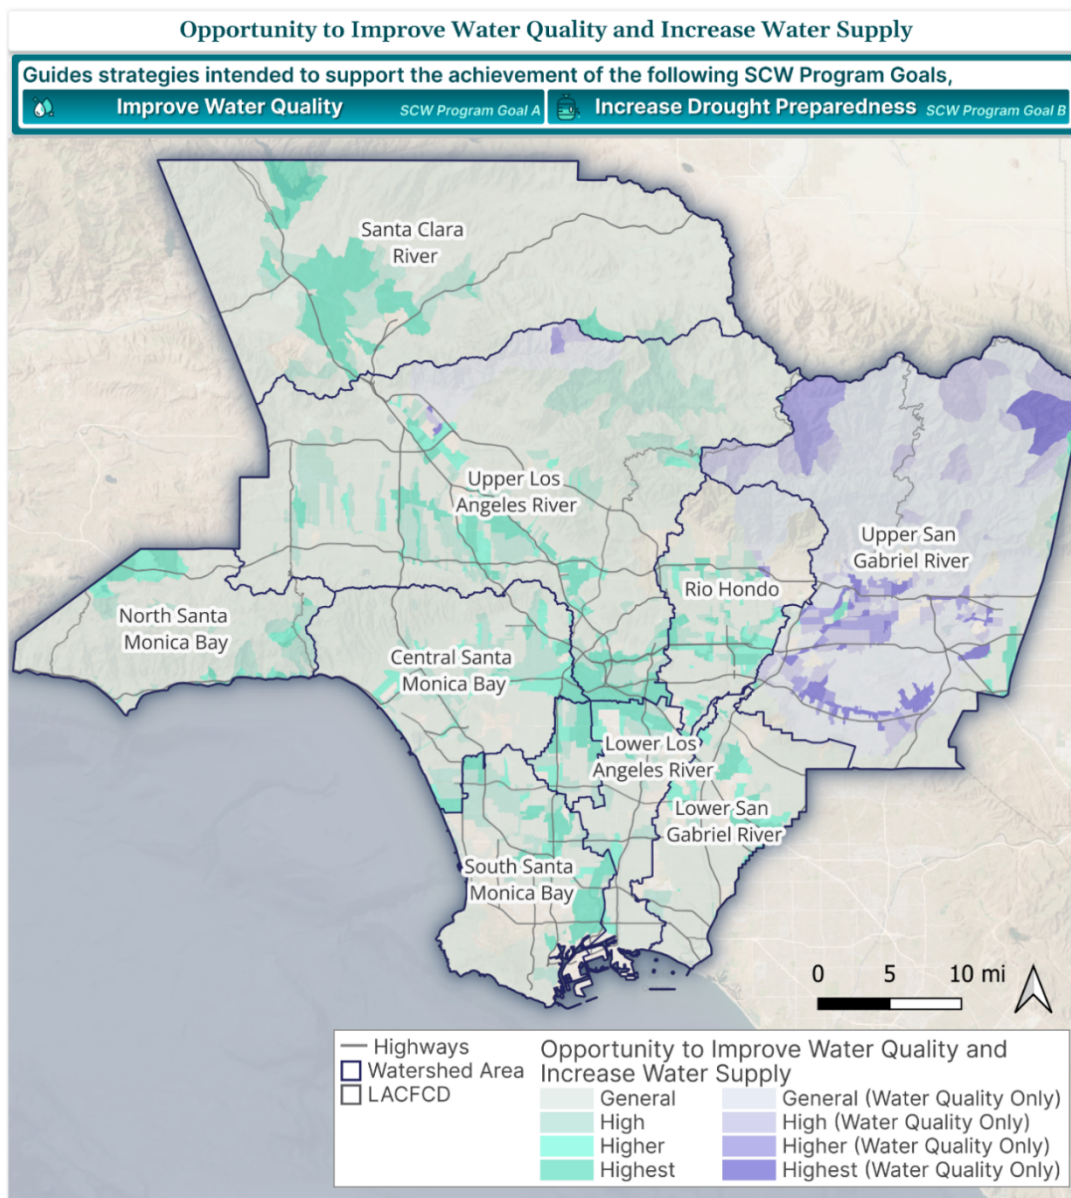 Opportunity to Improve Water Quality and Increase Water Supply
Guides strategies intended to support the achievement of the following SCW Program Goals,
Improve Water Quality SCW Program Goal A
Increase Drought Preparedness SCW Program Goal B
Santa Clara
River
Upper Los
Angeles River
Upper San
Gabriel River
Rio Hondo
North Santa
Monica Bay
Central Santa
Monica Bay
Lower Los
Angeles River
Lower San
Gabriel River
South Santa
Monica Bay
0 5 10 mi
Highways
Watershed Area
LACFCD
Opportunity to Improve Water Quality and
Increase Water Supply
General
High
Higher
Highest
General (Water Quality Only)
High (Water Quality Only)
Higher (Water Quality Only)
Highest (Water Quality Only)